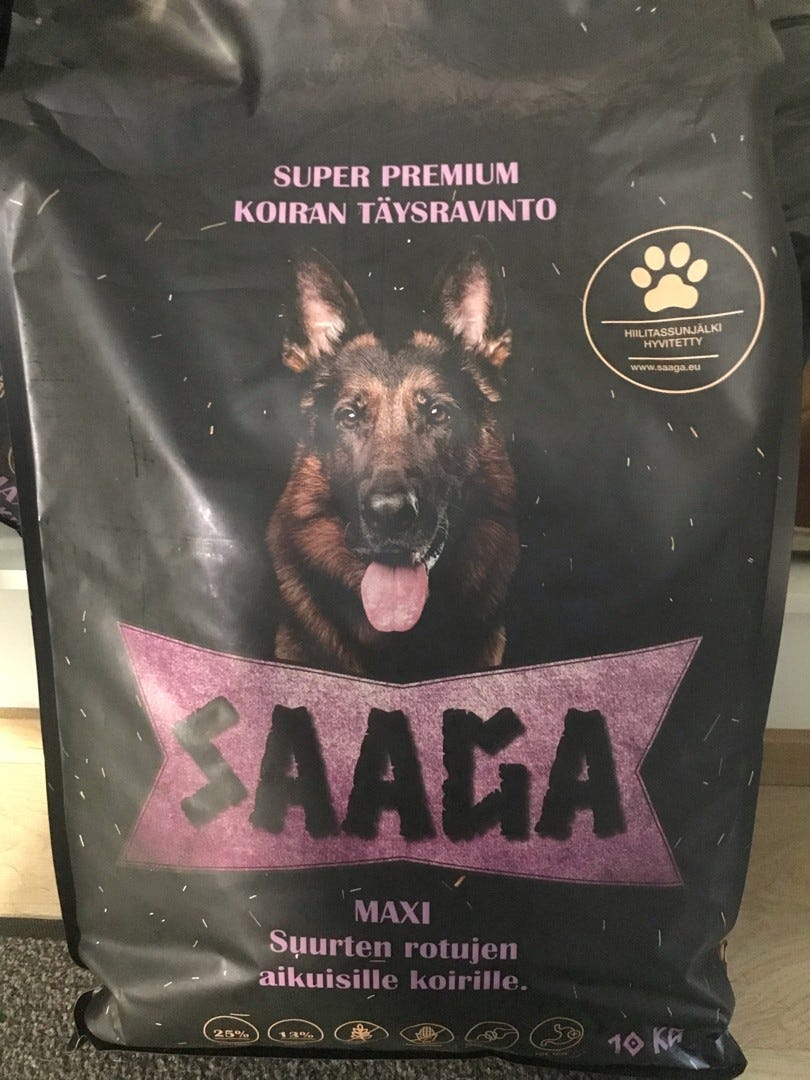 SUPER PREMIUM
KOIRAN TÄYSRAVINTO
HIILITASSUNJÄLKI
HYVITETTY
www.saaga.eu
SAAGA
MAXI
Suurten rotujen
aikuisille koirille.
25% 13%
10 KG